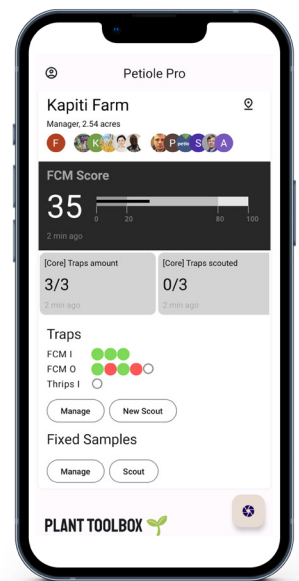 Petiole Pro
Kapiti Farm
Manager, 2.54 acres
F K P petiole S A
FCM Score
35
0 20 80 100
2 min ago
[Core] Traps amount [Core] Traps scouted
3/3 0/3
2 min ago 2 min ago
Traps
FCM I
FCM O
Thrips I
Manage New Scout
Fixed Samples
Manage Scout
PLANT TOOLBOX